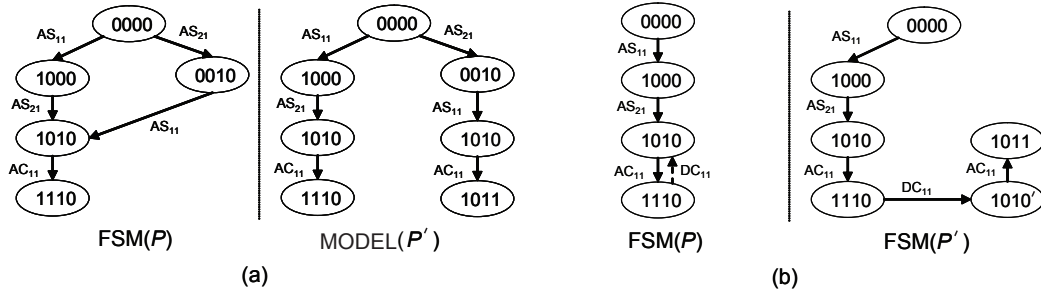 0000
AS11
AS21
1000
0010
AS21
AS11
1010
AC11
1110
FSM(P)
0000
AS11
AS21
1000
0010
AS21
AS11
1010
1010
AC11
AC11
1110
1011
MODEL(P′)
(a)
0000
AS11
1000
AS21
1010
AC11
DC11
1110
FSM(P)
0000
AS11
1000
AS21
1010
1011
AC11
AC11
1110
DC11
1010′
FSM(P′)
(b)